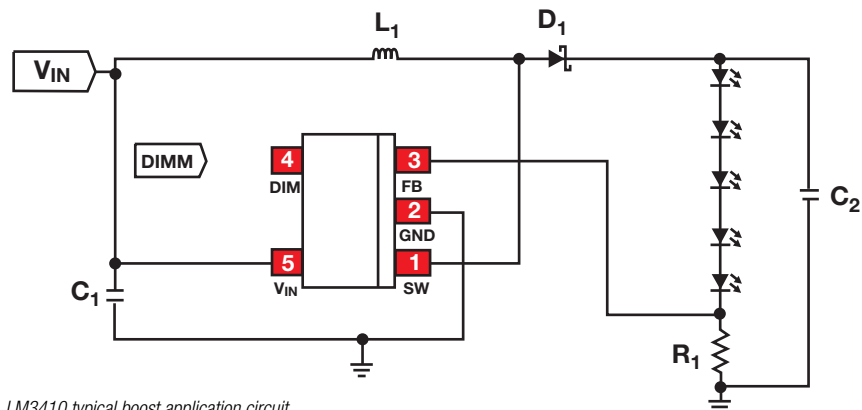 L1
D1
VIN
DIMM
4
3
DIM
FB
2
GND
C2
5
1
VIN
SW
C1
R1
LM3410 typical boost application circuit